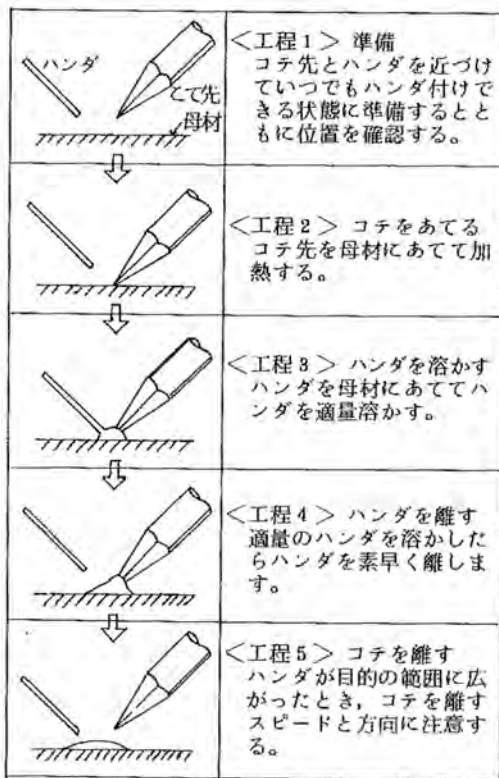 ハンダ
こて先
母材
<工程1> 準備
コテ先とハンダを近づけ
ていつでもハンダ付けで
きる状態に準備するとと
もに位置を確認する。
<工程2> コテをあてる
コテ先を母材にあてて加
熱する。
<工程3> ハンダを溶かす
ハンダを母材にあててハ
ンダを適量溶かす。
<工程4> ハンダを離す
適量のハンダを溶かした
らハンダを素早く離しま
す。
<工程5> コテを離す
ハンダが目的の範囲に広
がったとき,コテを離す
スピードと方向に注意す
る。